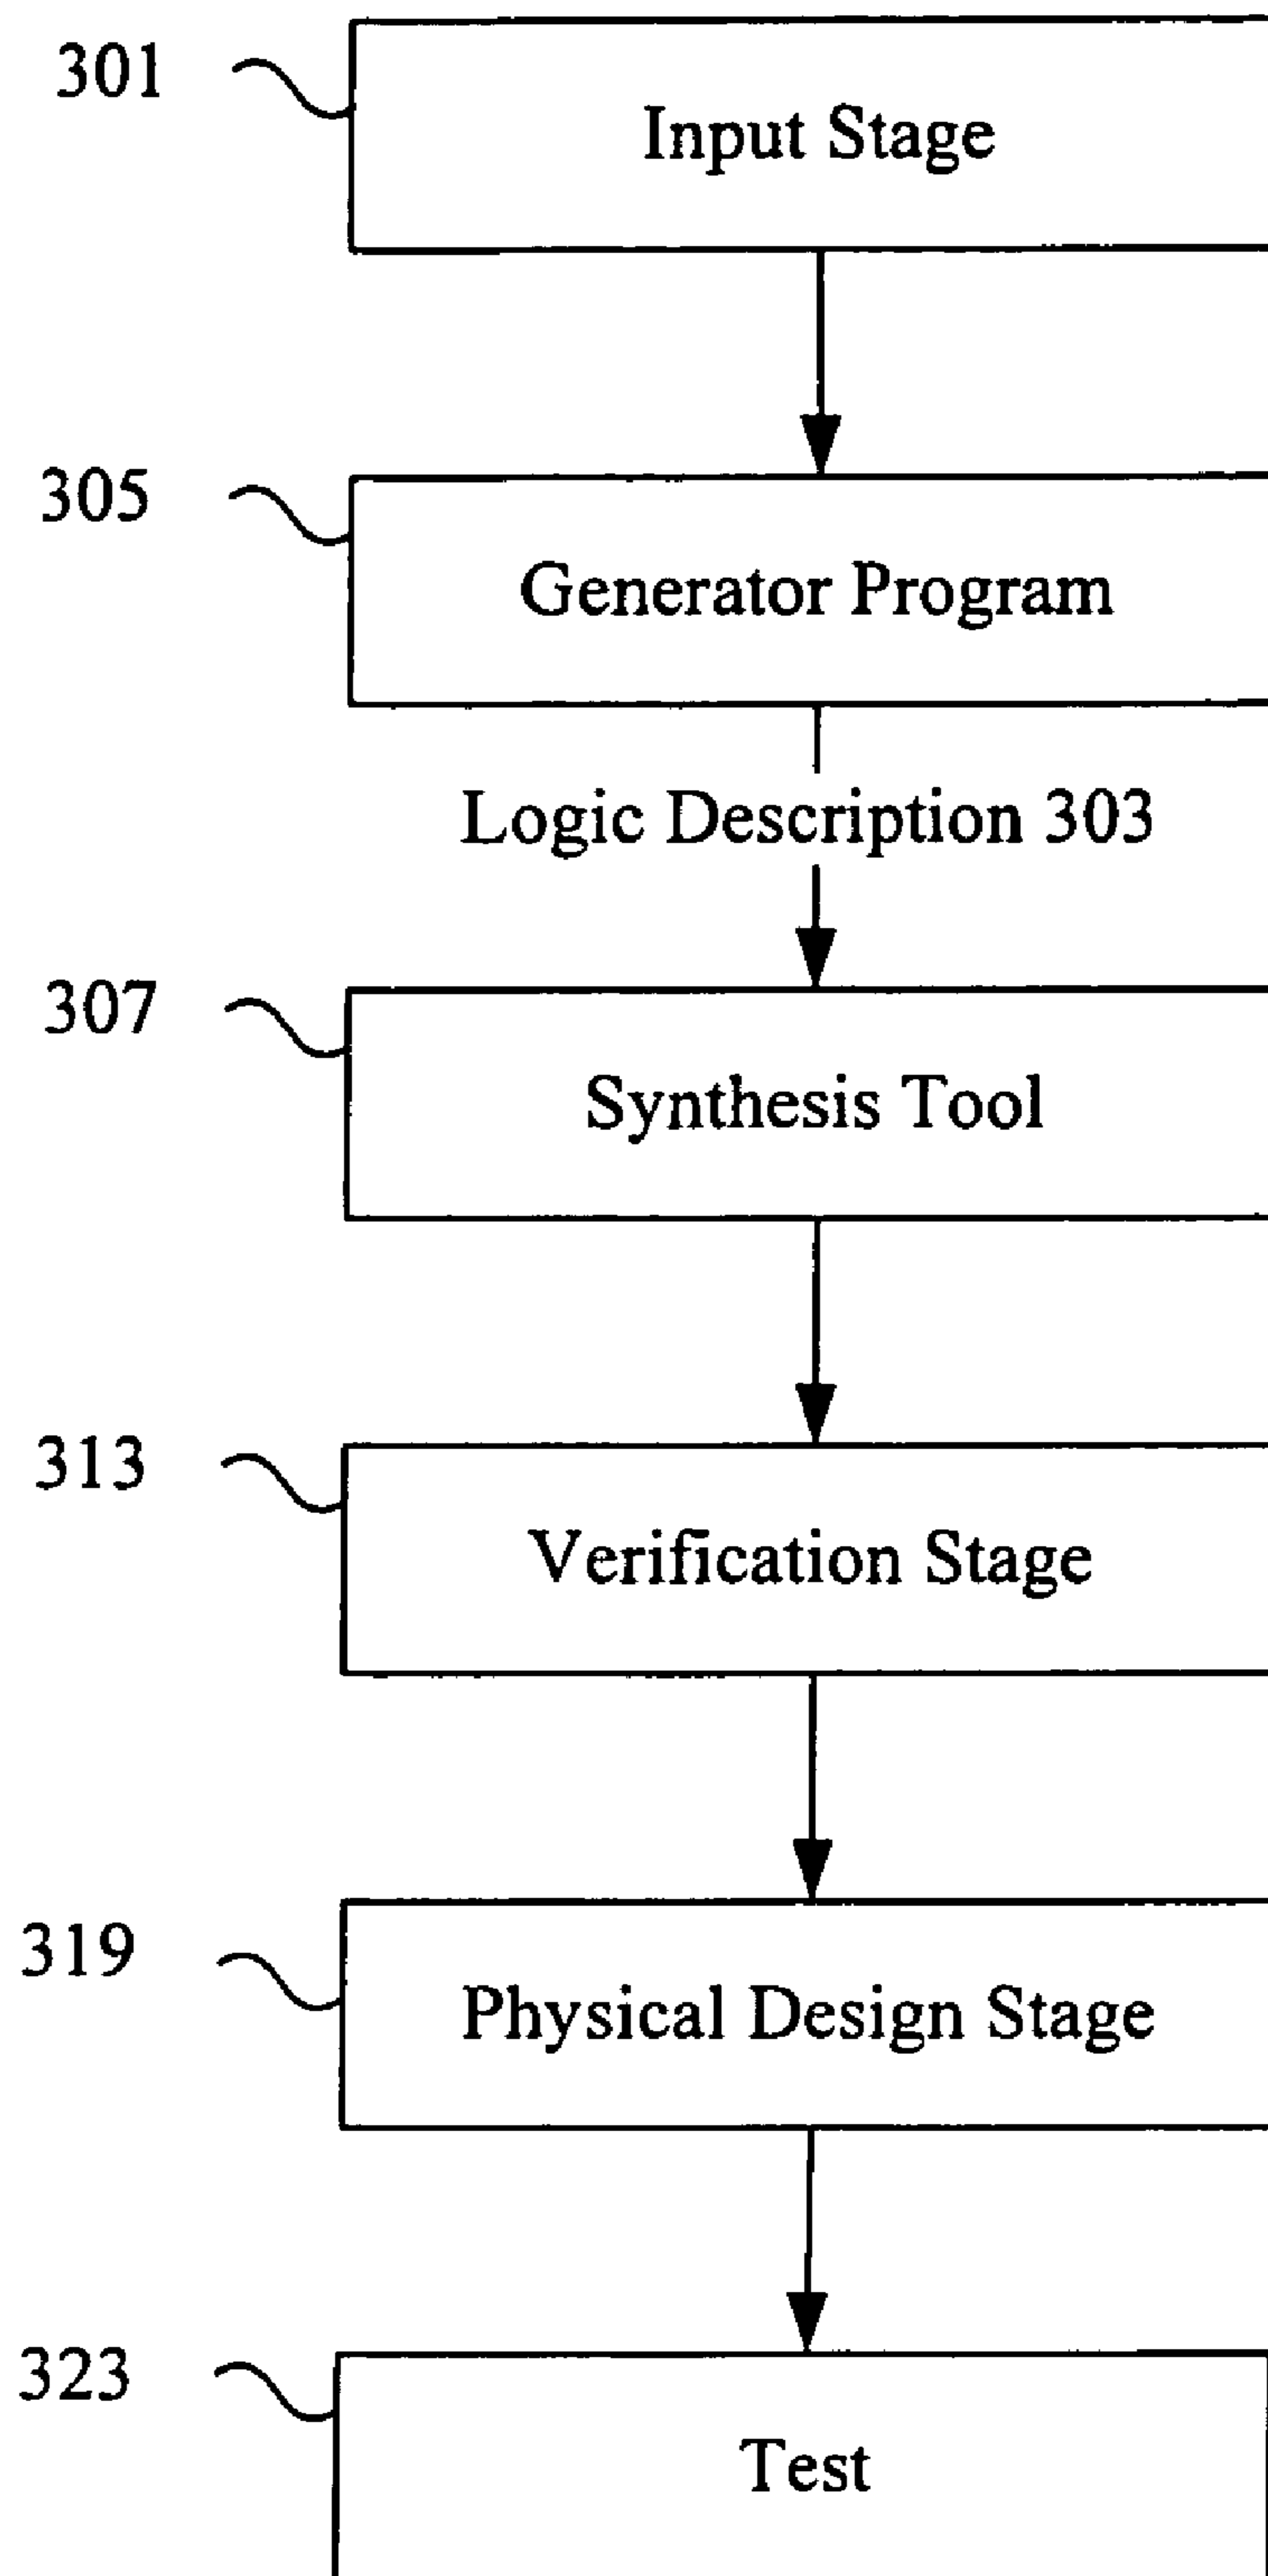 301
Input Stage
305
Generator Program
Logic Description 303
307
Synthesis Tool
313
Verification Stage
319
Physical Design Stage
323
Test